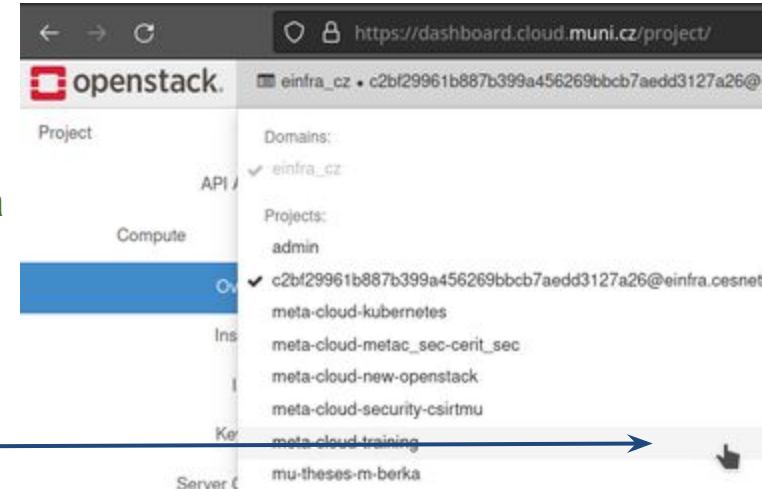 https://dashboard.cloud.muni.cz/project/
openstack.
einfra_cz • c2bf29961b887b399a456269bbcb7aedd3127a26@
Project
Domains:
einfra_cz
API
Projects:
Compute
admin
c2bf29961b887b399a456269bbcb7aedd3127a26@einfra.cesnet
meta-cloud-kubernetes
meta-cloud-metac_sec-cerit_sec
meta-cloud-new-openstack
meta-cloud-security-csirtmu
meta-cloud-training
Server
mu-theses-m-berka